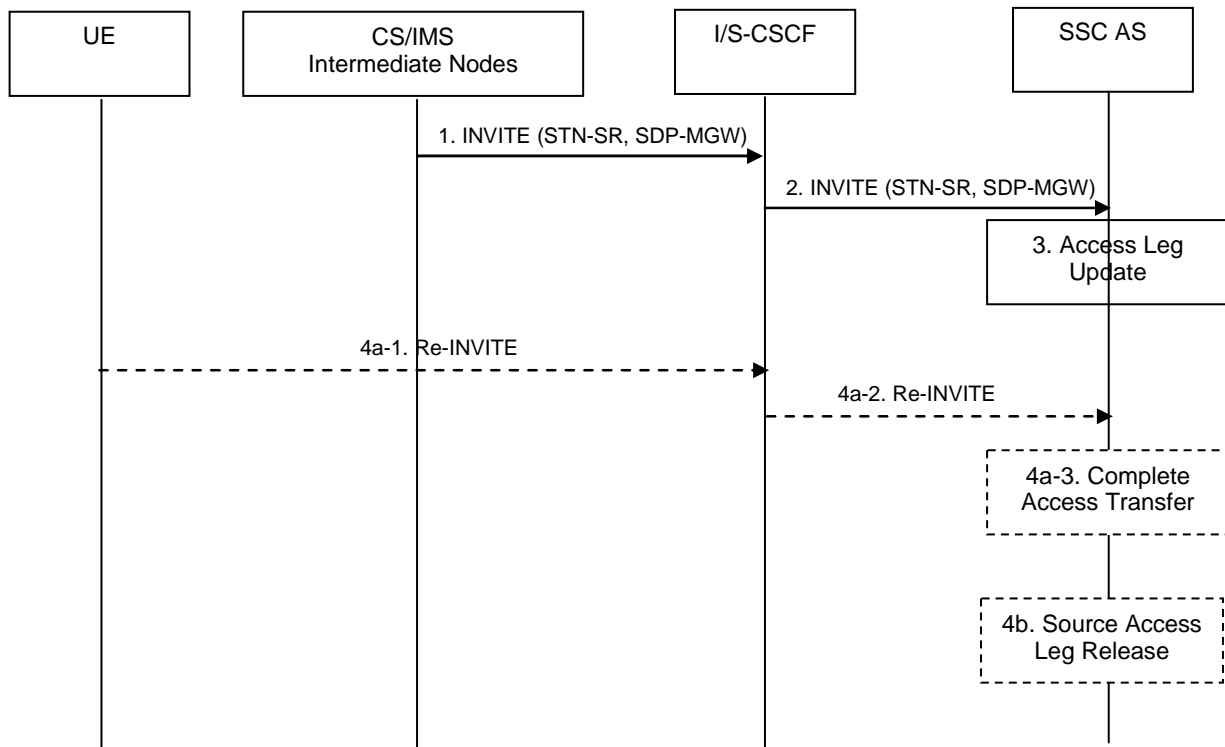 UE
CS/IMS
Intermediate Nodes
I/S-CSCF
SSC AS
1. INVITE (STN-SR, SDP-MGW)
2. INVITE (STN-SR, SDP-MGW)
3. Access Leg
Update
4a-1. Re-INVITE
4a-2. Re-INVITE
4a-3. Complete
Access Transfer
4b. Source Access
Leg Release